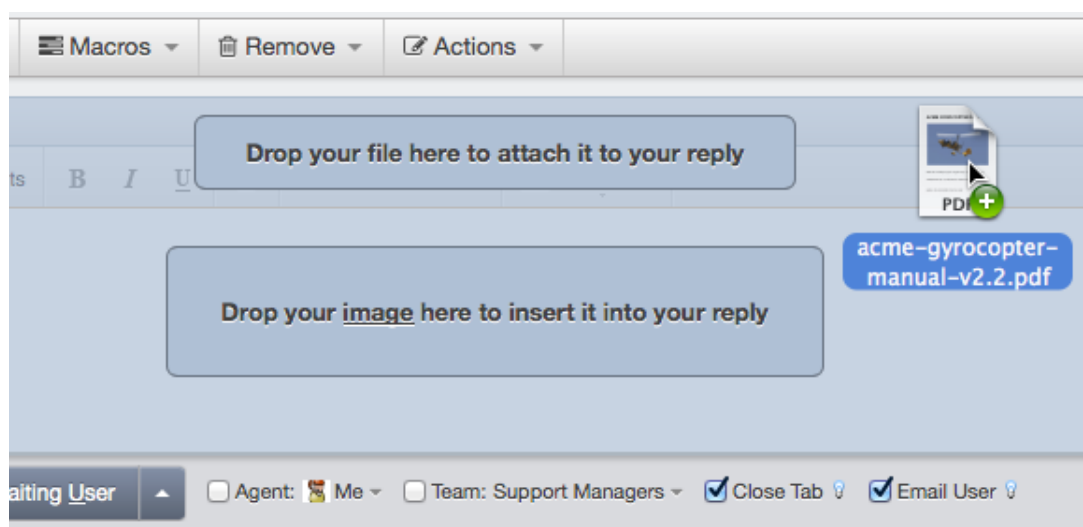 Macros Remove Actions
Drop your file here to attach it to your reply
ts B I U
PDF
acme-gyrocopter-
manual-v2.2.pdf
Drop your image here to insert it into your reply
aiting User Agent: Me Team: Support Managers Close Tab Email User